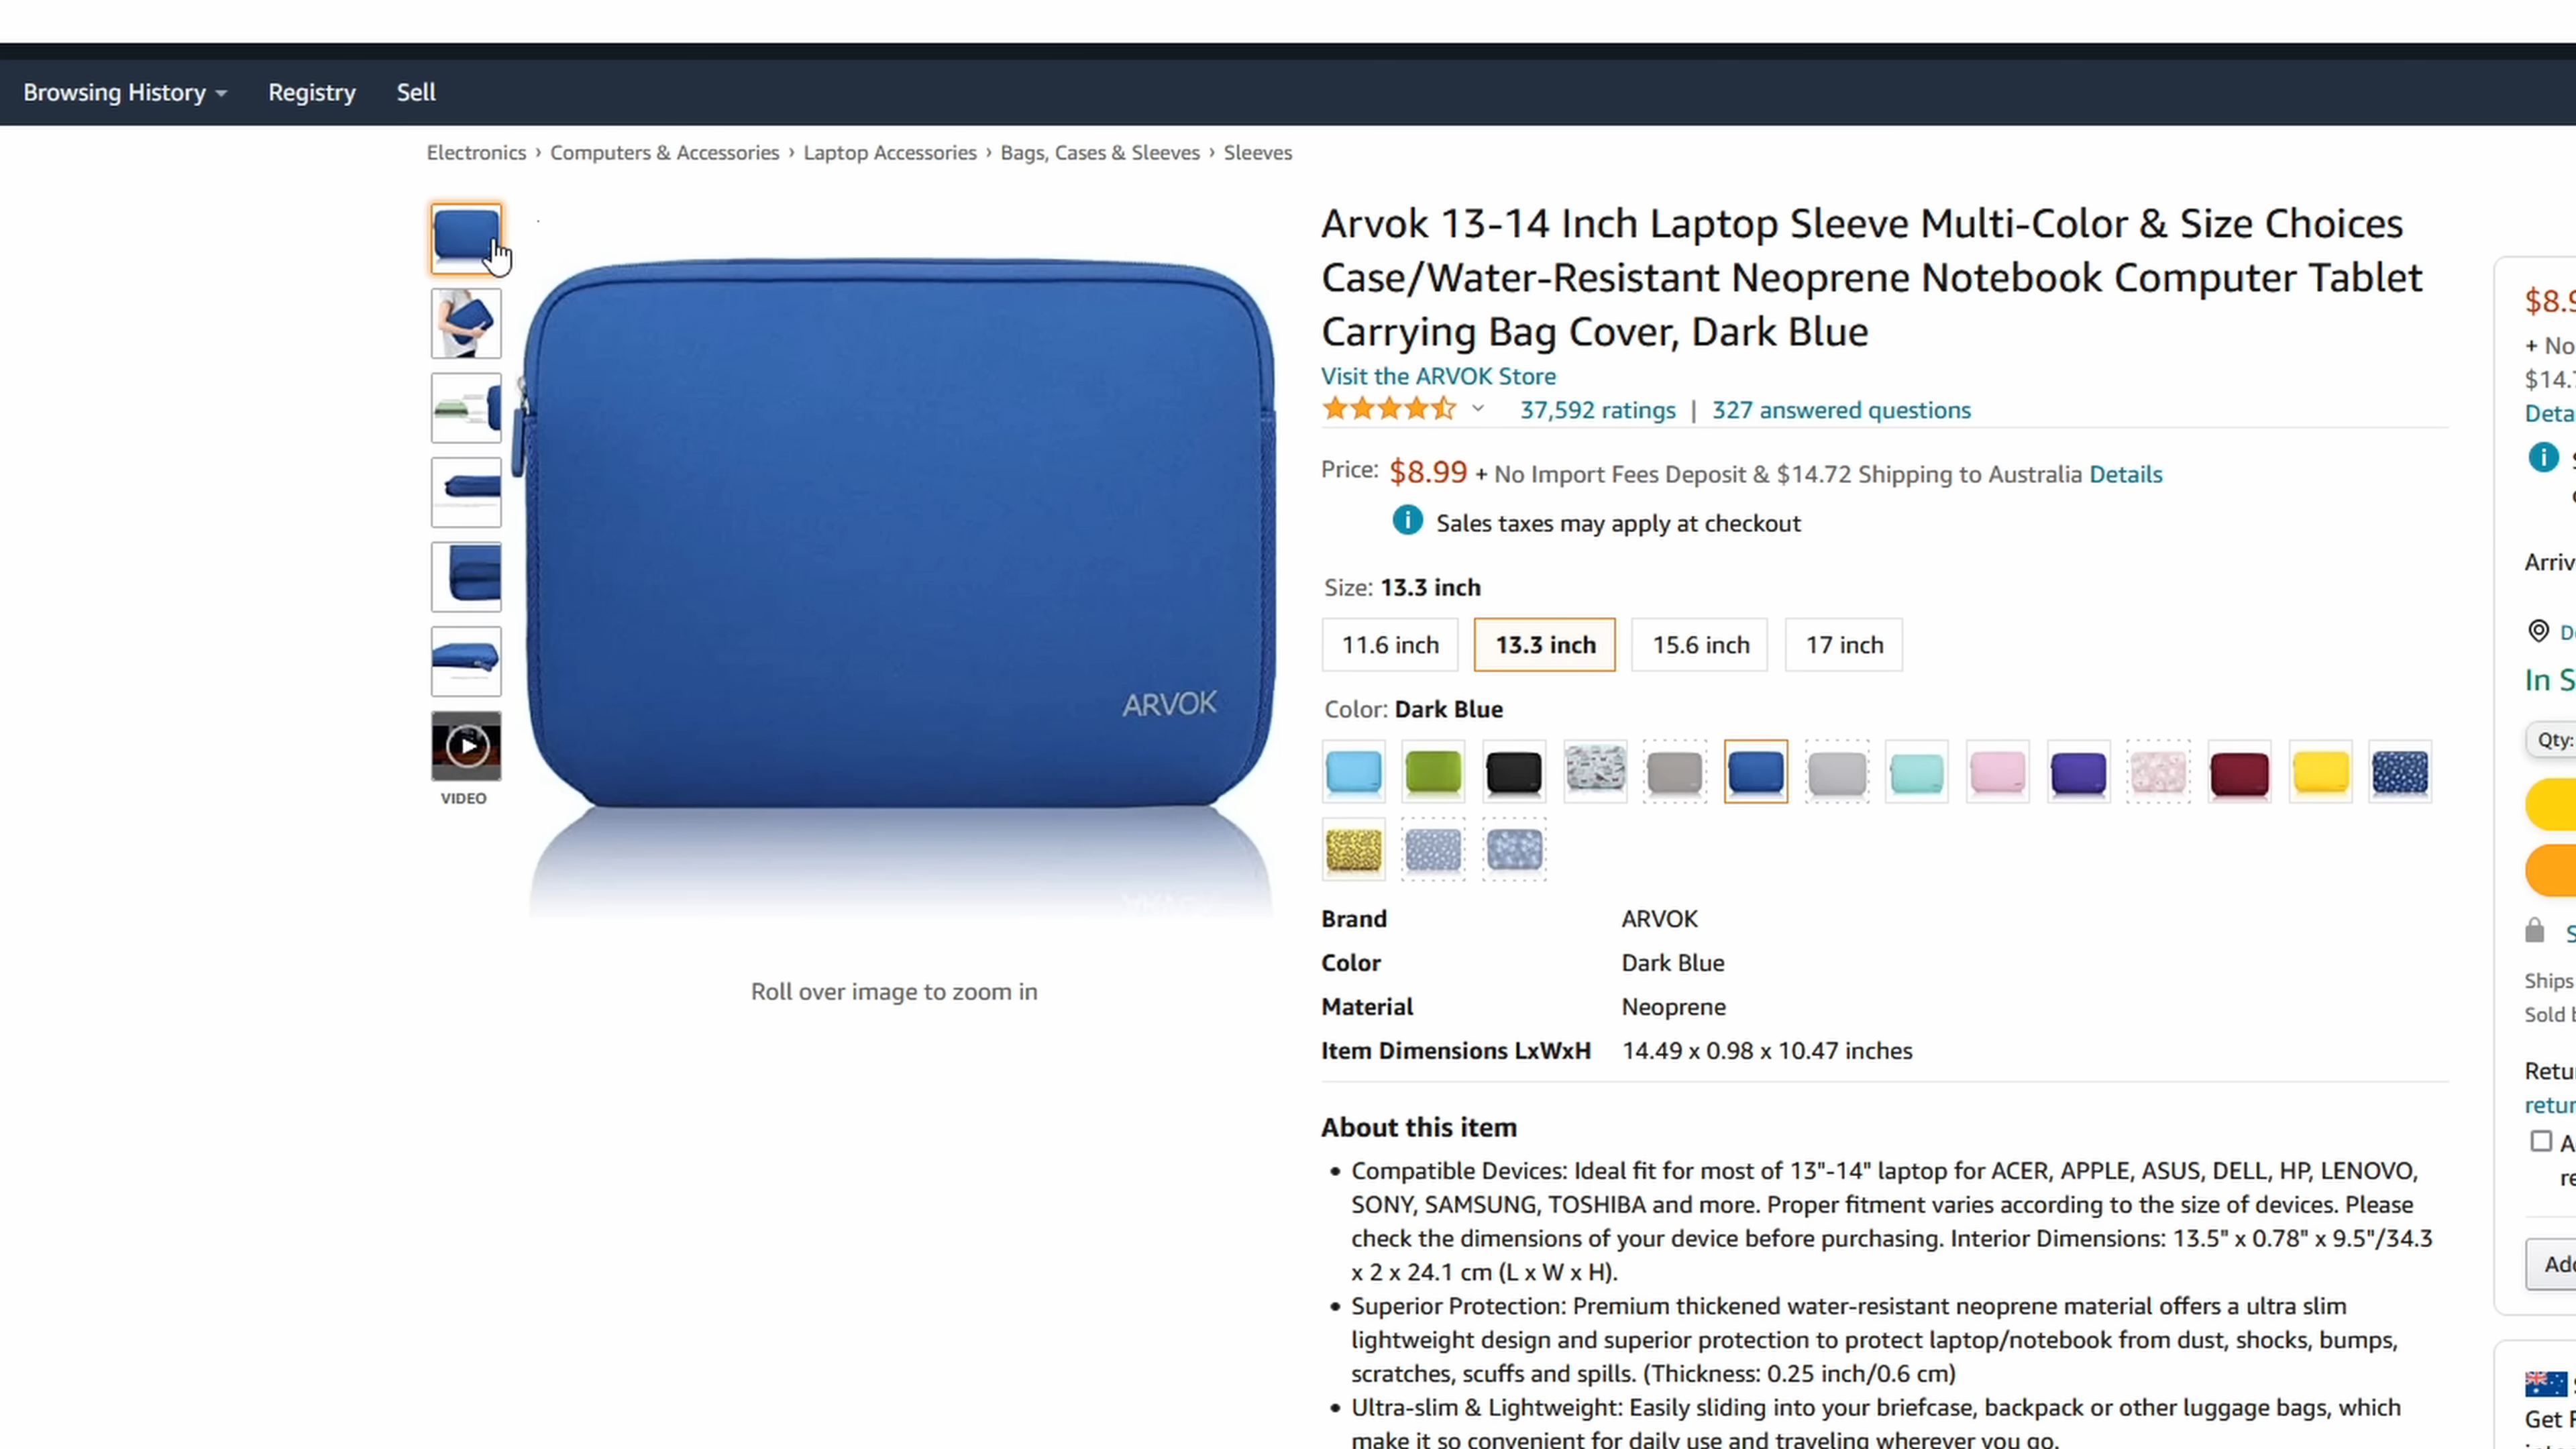 Browsing History Registry Sell
Electronics › Computers & Accessories › Laptop Accessories › Bags, Cases & Sleeves › Sleeves
Arvok 13-14 Inch Laptop Sleeve Multi-Color & Size Choices
Case/Water-Resistant Neoprene Notebook Computer Tablet
Carrying Bag Cover, Dark Blue
Visit the ARVOK Store
37,592 ratings | 327 answered questions
Price: $8.99 + No Import Fees Deposit & $14.72 Shipping to Australia Details
Sales taxes may apply at checkout
Size: 13.3 inch
11.6 inch 13.3 inch 15.6 inch 17 inch
Color: Dark Blue
ARVOK
VIDEO
Roll over image to zoom in
Brand ARVOK
Color Dark Blue
Material Neoprene
Item Dimensions LxWxH 14.49 x 0.98 x 10.47 inches
About this item
• Compatible Devices: Ideal fit for most of 13"-14" laptop for ACER, APPLE, ASUS, DELL, HP, LENOVO,
SONY, SAMSUNG, TOSHIBA and more. Proper fitment varies according to the size of devices. Please
check the dimensions of your device before purchasing. Interior Dimensions: 13.5" x 0.78" x 9.5"/34.3
x 2 x 24.1 cm (L x W x H).
• Superior Protection: Premium thickened water-resistant neoprene material offers a ultra slim
lightweight design and superior protection to protect laptop/notebook from dust, shocks, bumps,
scratches, scuffs and spills. (Thickness: 0.25 inch/0.6 cm)
• Ultra-slim & Lightweight: Easily sliding into your briefcase, backpack or other luggage bags, which
make it so convenient for daily use and traveling wherever you go.
+ No
Qty:
Ships
Sold
Get